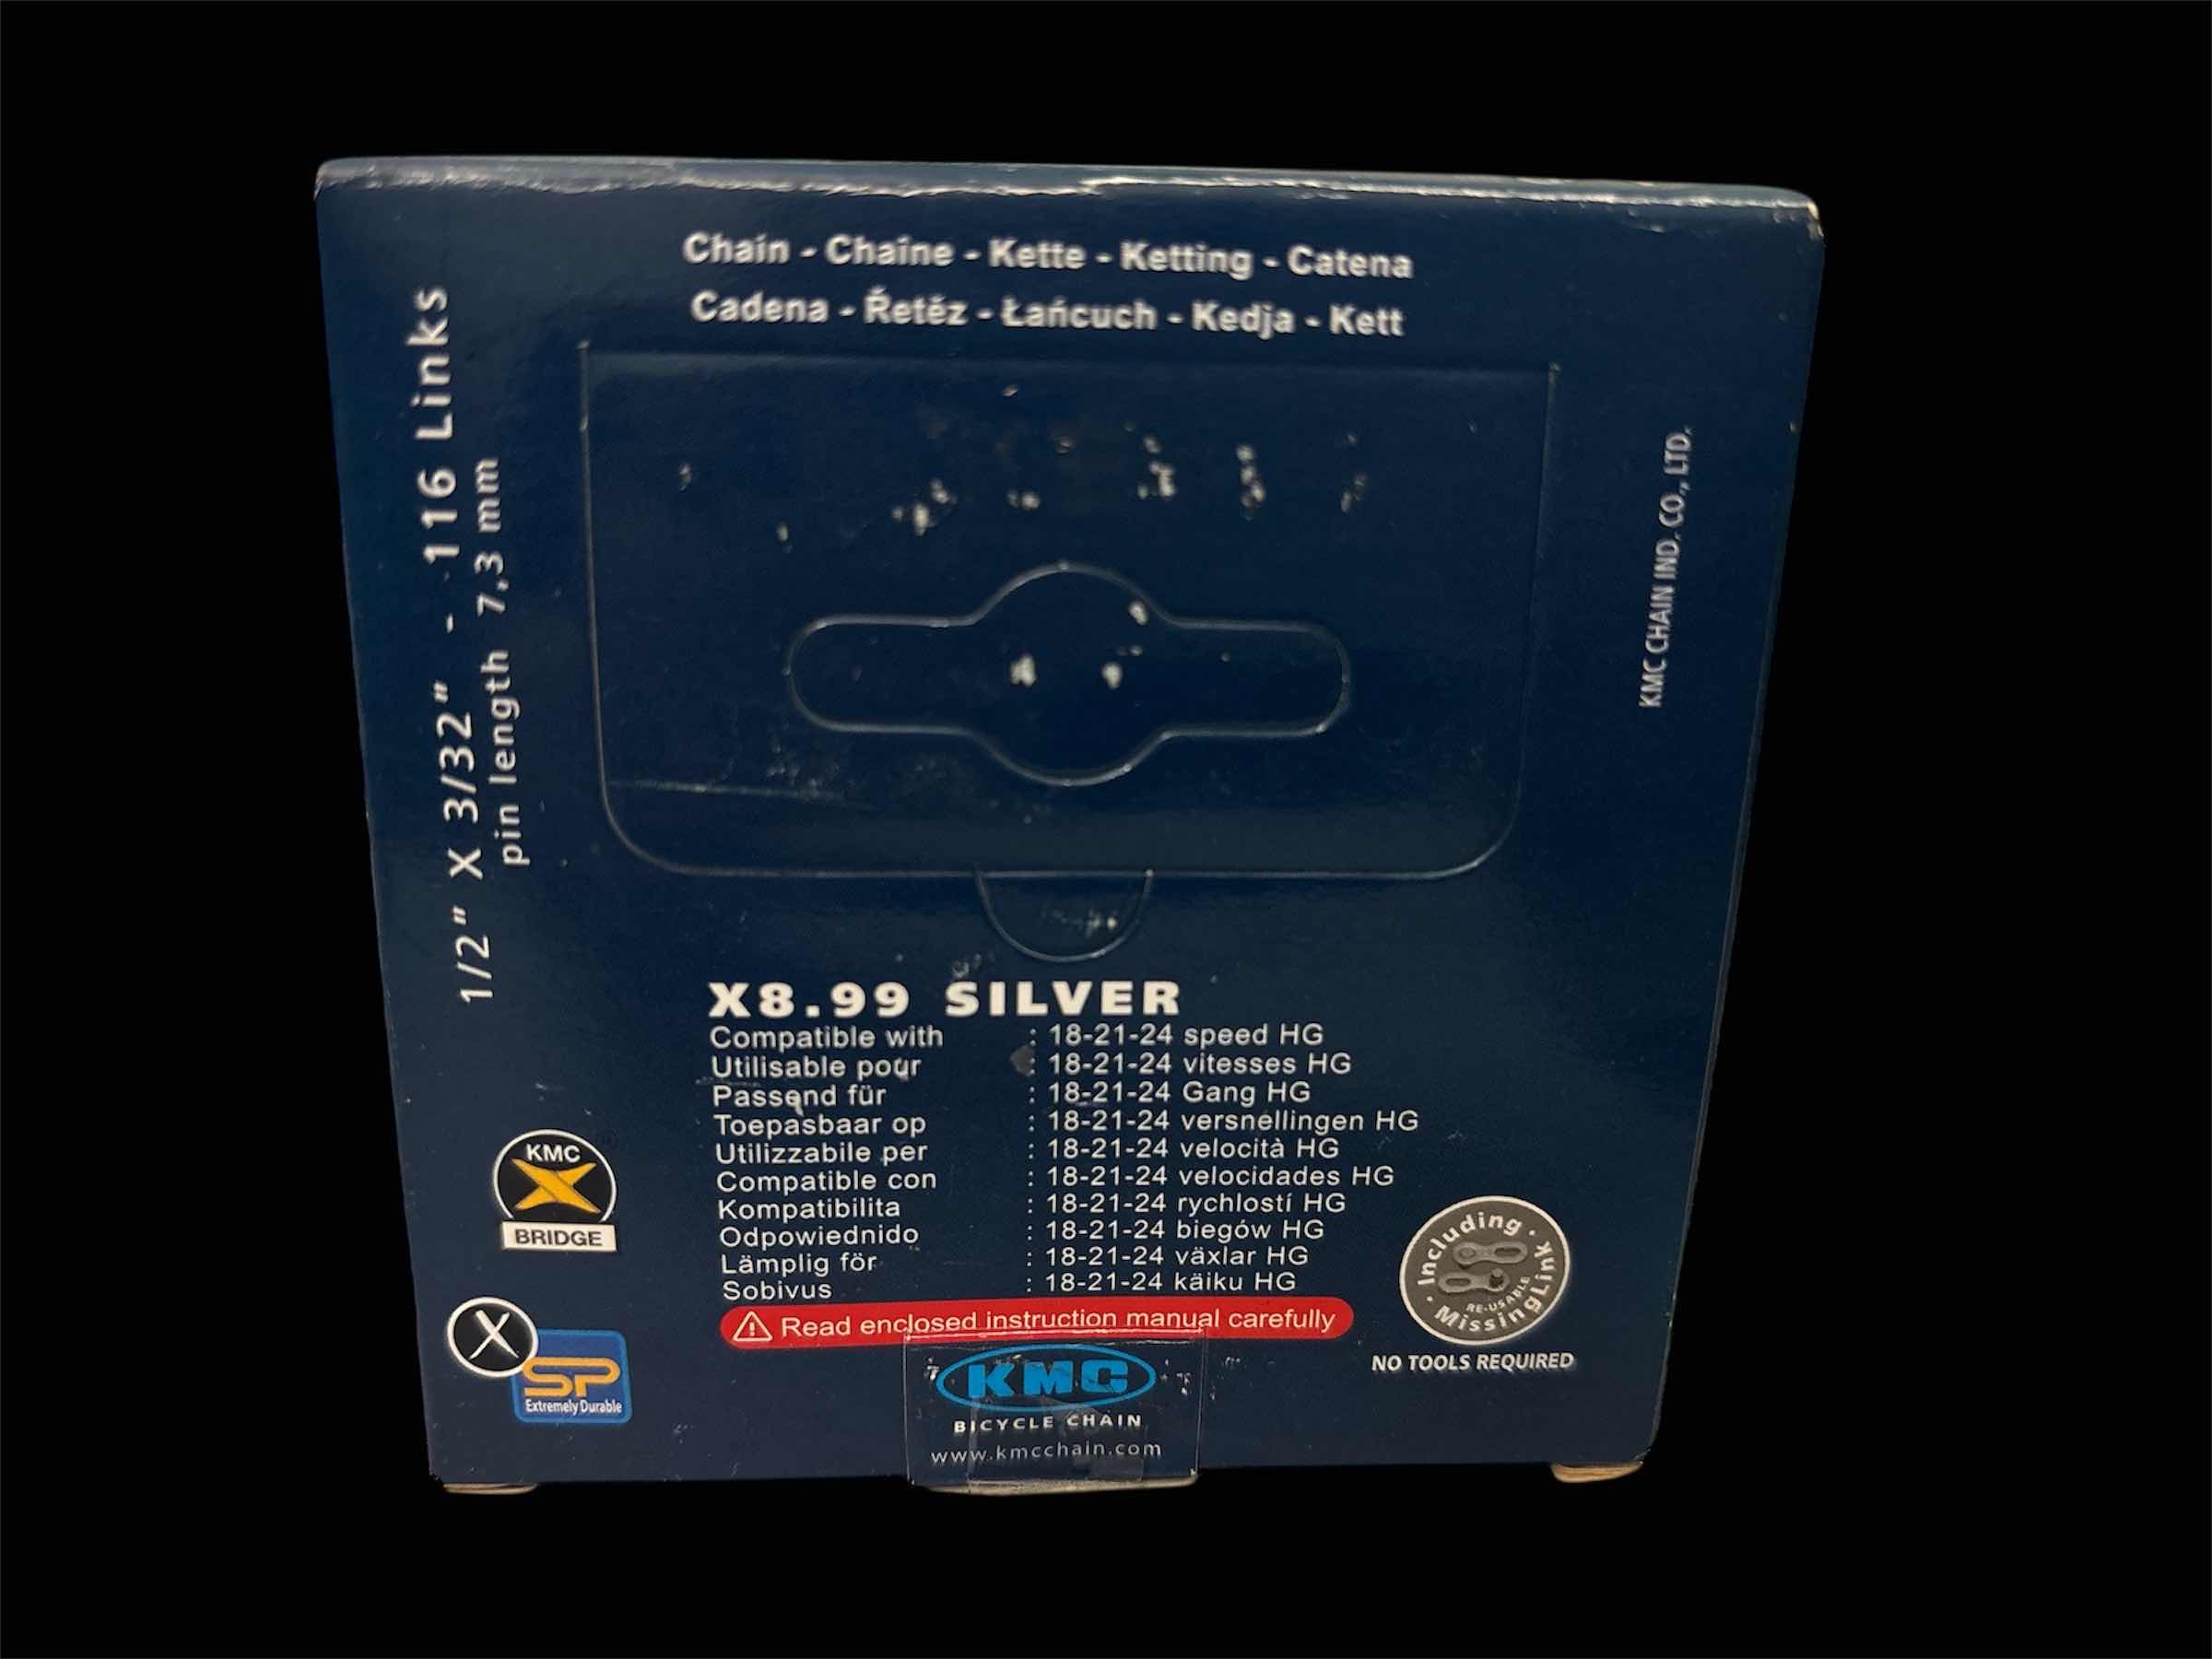 Chain - Chaîne - Kette - Ketting - Catena
Cadena - Řetěz - Łańcuch - Kedja - Kett
1/2" X 3/32" - 116 Links
pin length 7,3 mm
KMC CHAIN IND. CO., LTD.
X8.99 SILVER
Compatible with : 18-21-24 speed HG
Utilisable pour : 18-21-24 vitesses HG
Passend für : 18-21-24 Gang HG
Toepasbaar op : 18-21-24 versnellingen HG
Utilizzabile per : 18-21-24 velocità HG
Compatible con : 18-21-24 velocidades HG
Kompatibilita : 18-21-24 rychlostí HG
Odpowiednido : 18-21-24 biegów HG
Lämplig för : 18-21-24 växlar HG
Sobivus : 18-21-24 käiku HG
Read enclosed instruction manual carefully
KMC
BRIDGE
X
SP
Extremely Durable
Including
RE-USABLE
MissingLink
NO TOOLS REQUIRED
KMC
BICYCLE CHAIN
www.kmcchain.com